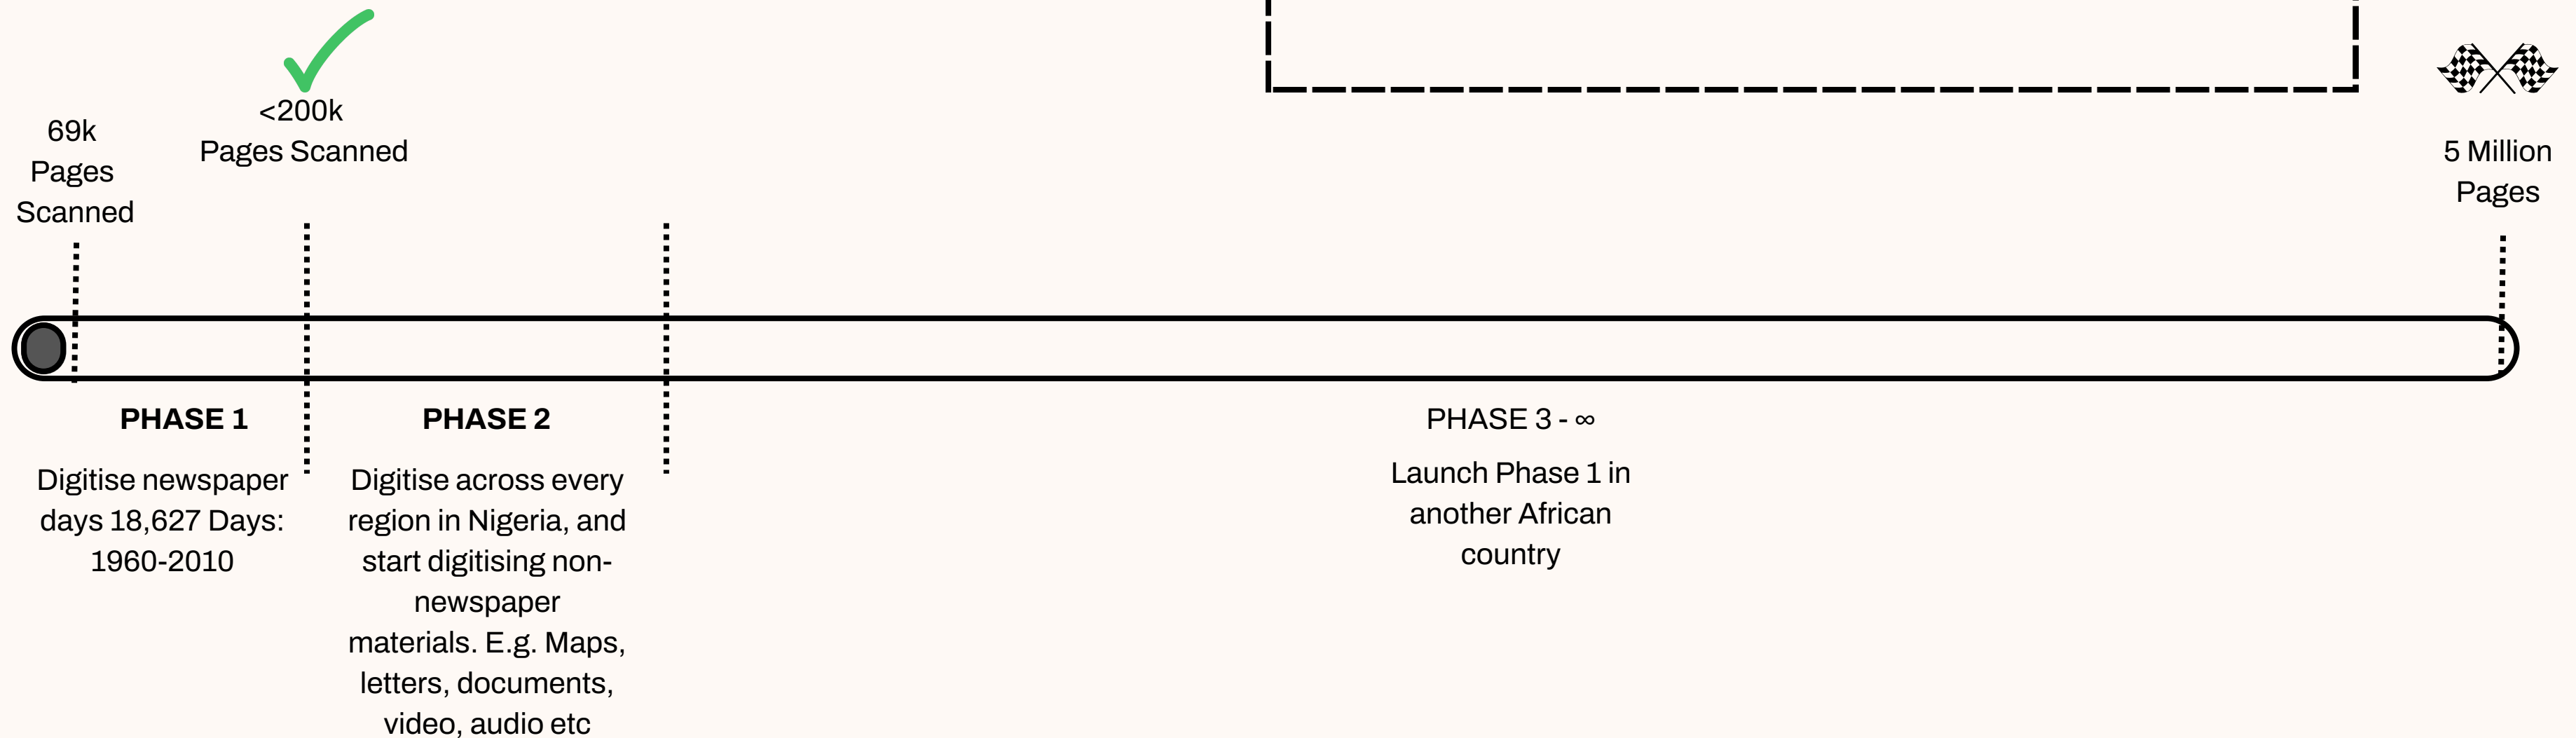 <200k
Pages Scanned
69k
Pages
Scanned
5 Million
Pages
PHASE 1
Digitise newspaper
days 18,627 Days:
1960-2010
PHASE 2
Digitise across every
region in Nigeria, and
start digitising non-
newspaper
materials. E.g. Maps,
letters, documents,
video, audio etc
PHASE 3 - ∞
Launch Phase 1 in
another African
country